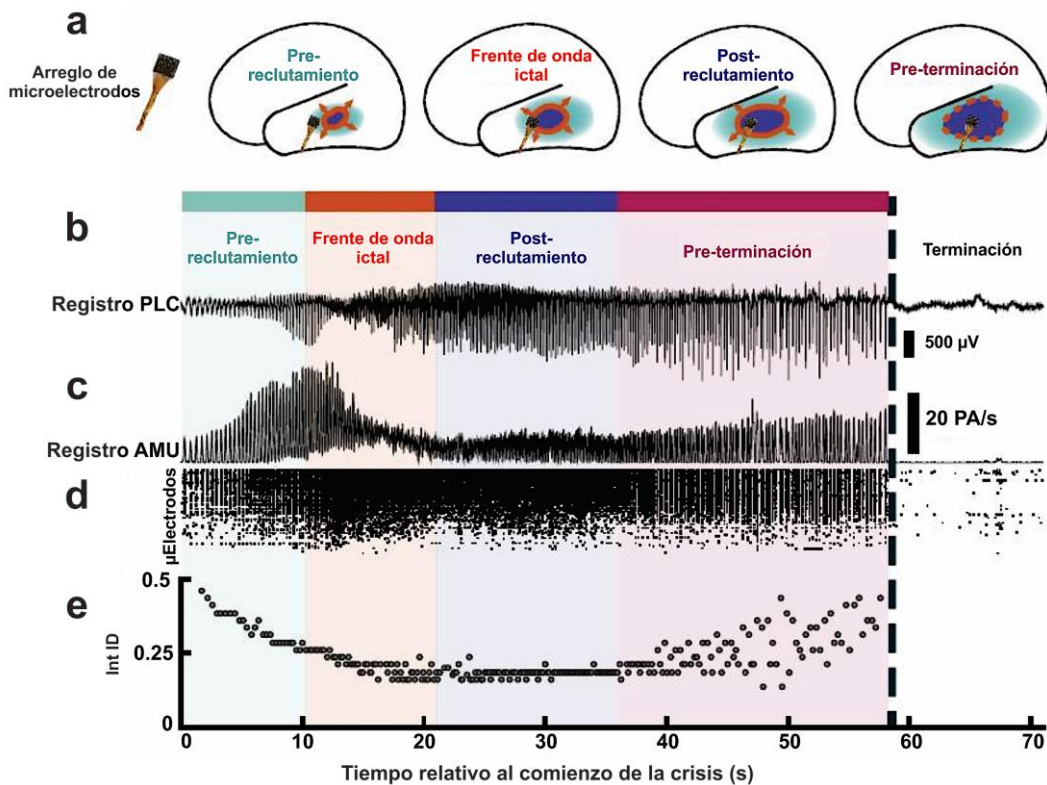 a
Arreglo de
microelectrodos
Pre-
reclutamiento
Frente de onda
ictal
Post-
reclutamiento
Pre-terminación
b
Pre-
reclutamiento
Frente de onda
ictal
Post-
reclutamiento
Pre-terminación
Terminación
Registro PLC
500 µV
c
20 PA/s
Registro AMU
d
µElectrodos
e
0.5
0.25
0
Int ID
0 10 20 30 40 50 60 70
Tiempo relativo al comienzo de la crisis (s)